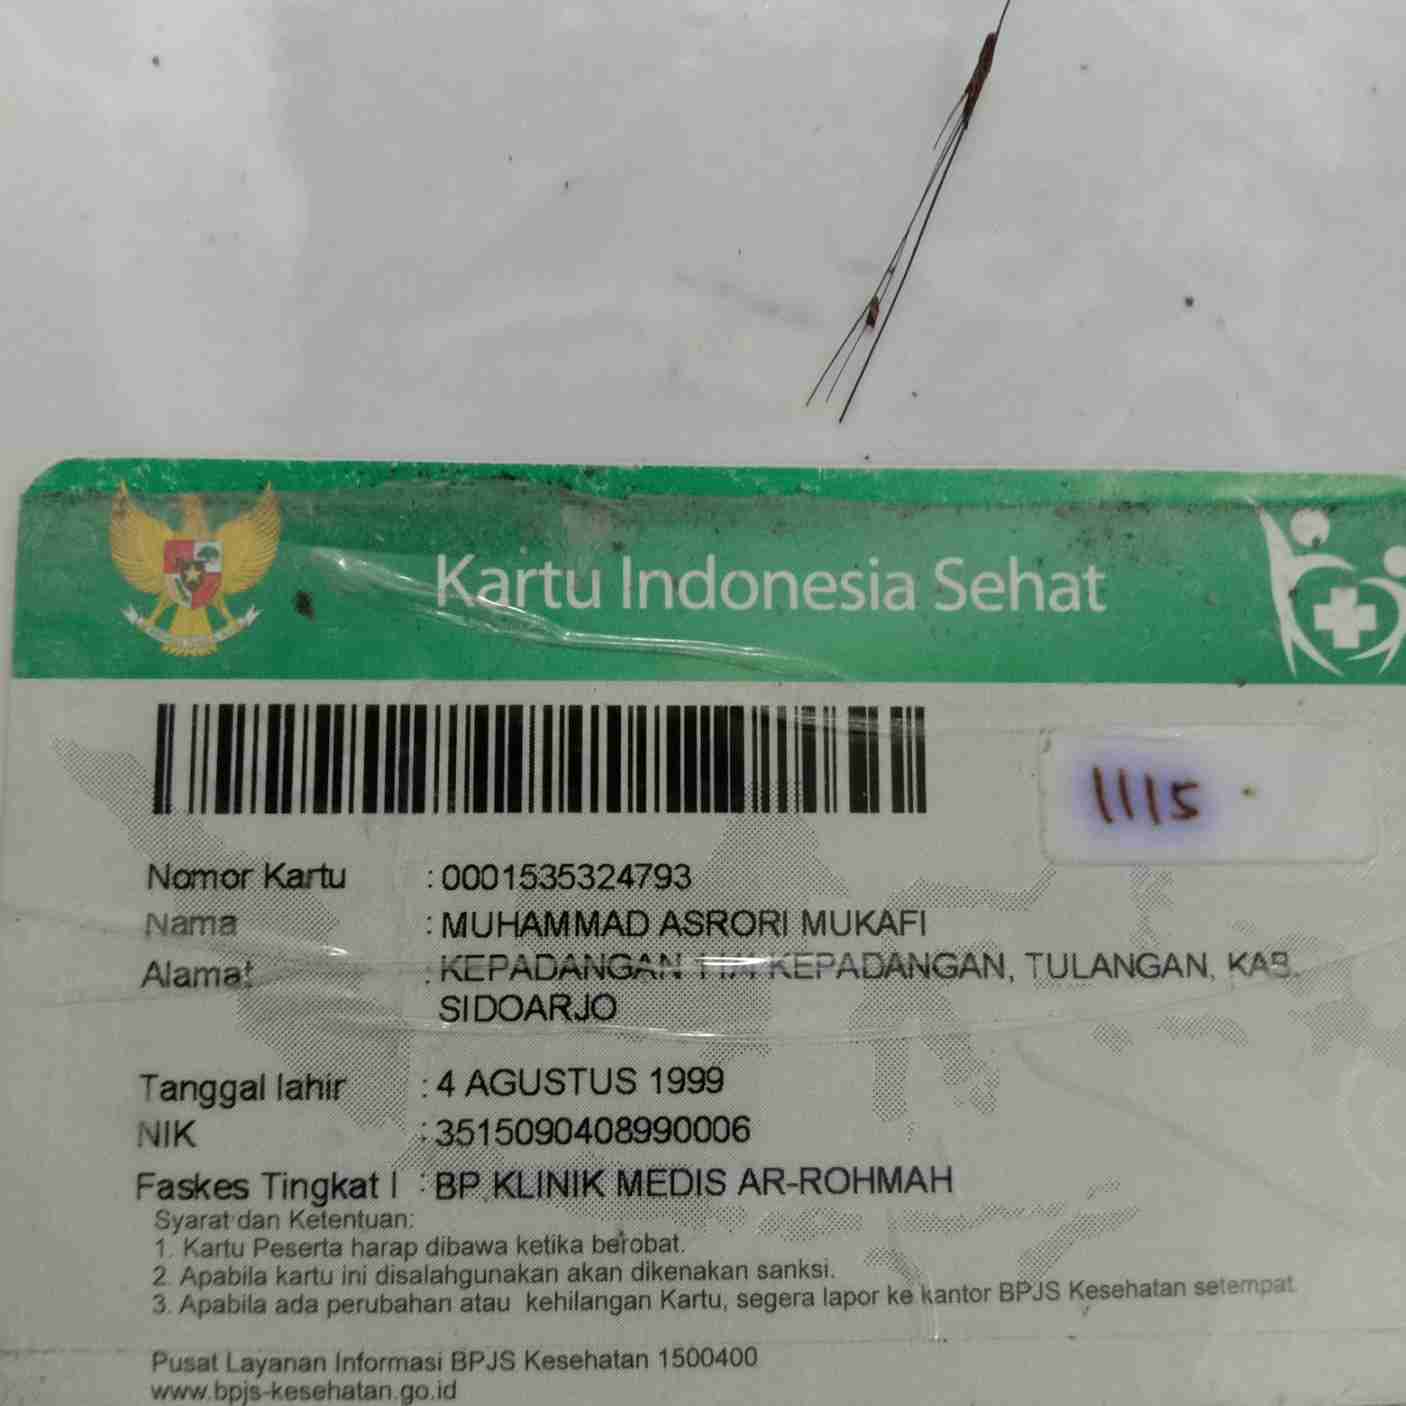 Kartu Indonesia Sehat
1115
Nomor Kartu : 0001535324793
Nama : MUHAMMAD ASRORI MUKAFI
Alamat : KEPADANGAN KEPADANGAN, TULANGAN, KAB.
SIDOARJO
Tanggal lahir : 4 AGUSTUS 1999
NIK : 3515090408990006
Faskes Tingkat I : BP KLINIK MEDIS AR-ROHMAH
Syarat dan Ketentuan:
1. Kartu Peserta harap dibawa ketika berobat.
2. Apabila kartu ini disalahgunakan akan dikenakan sanksi.
3. Apabila ada perubahan atau kehilangan Kartu, segera lapor ke kantor BPJS Kesehatan setempat.
Pusat Layanan Informasi BPJS Kesehatan 1500400
www.bpjs-kesehatan.go.id